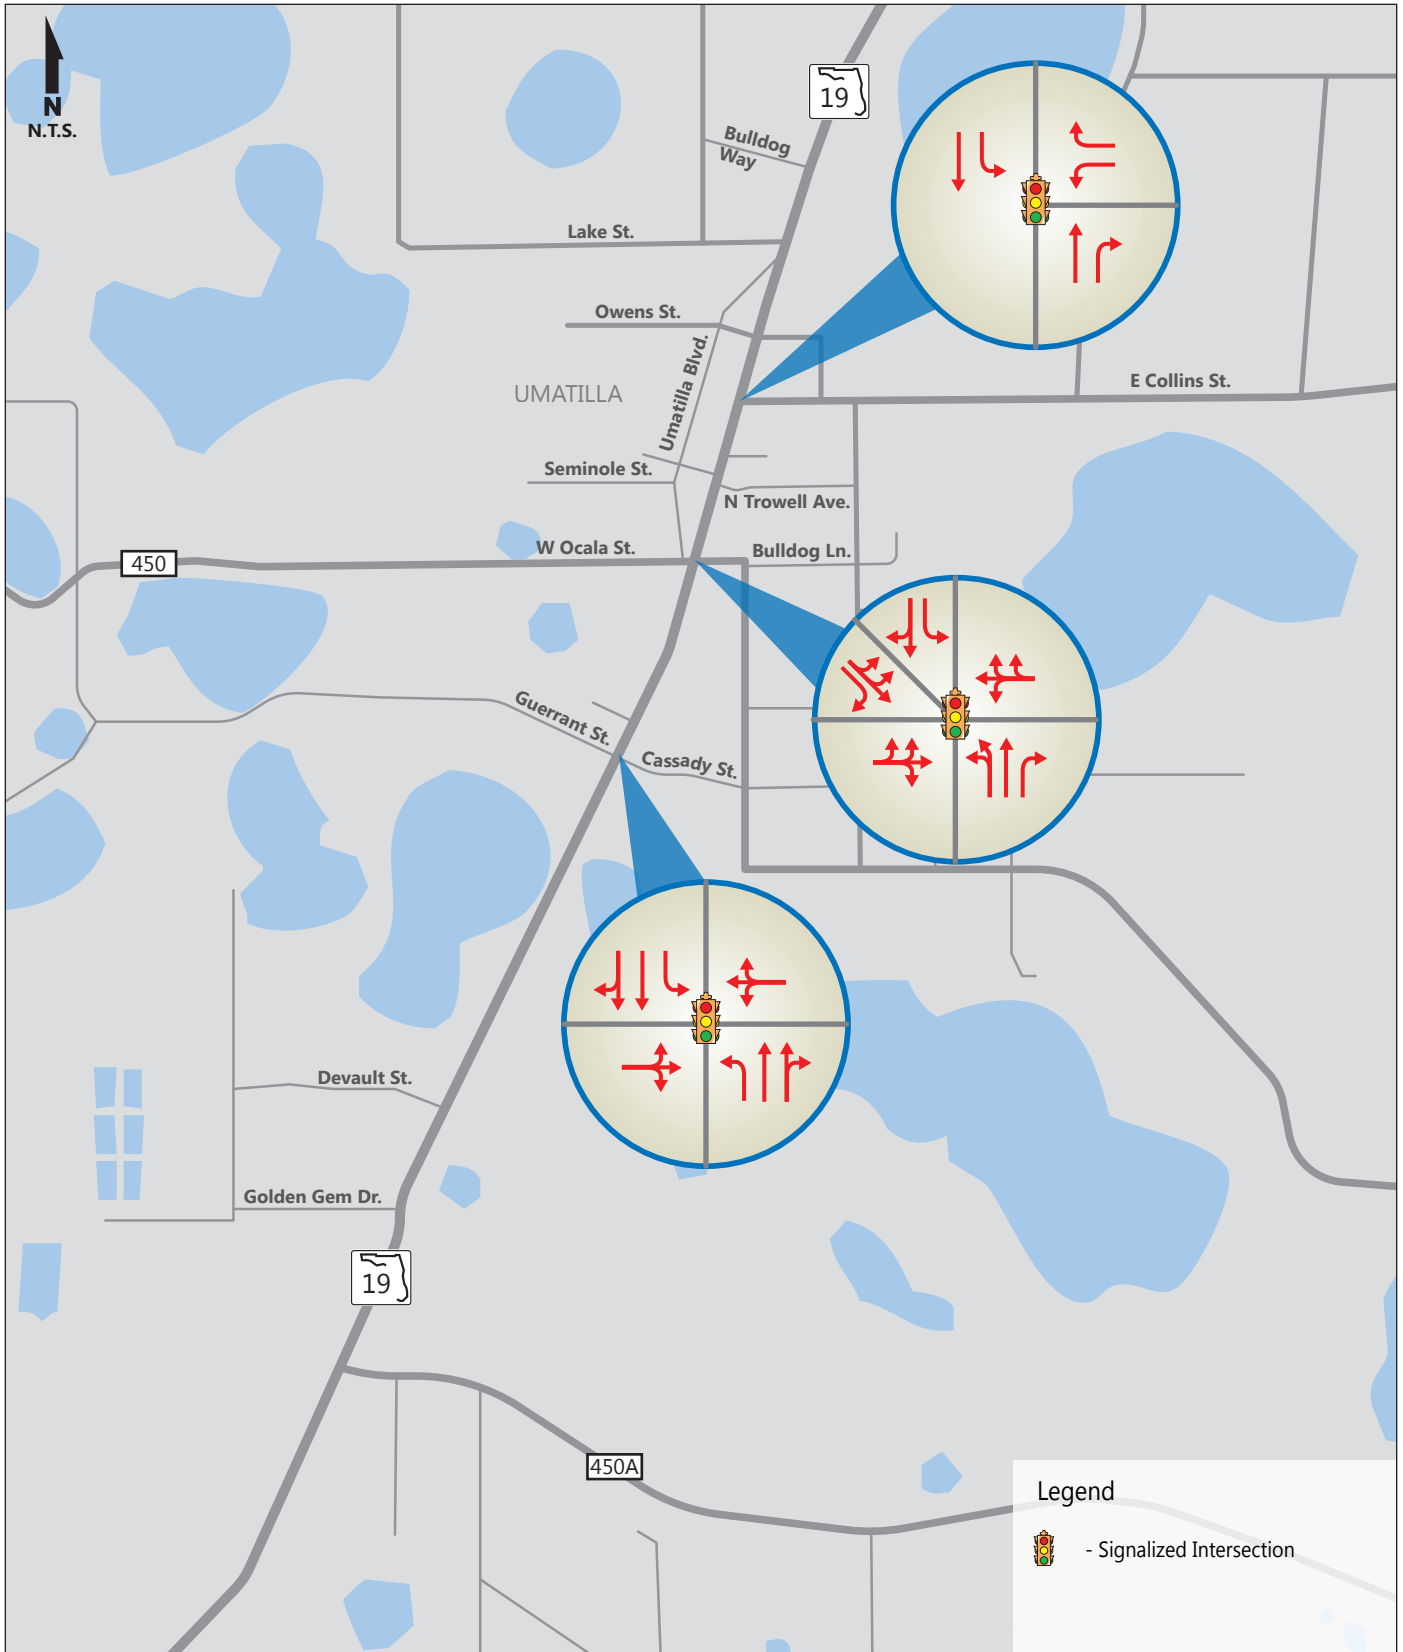 N
N.T.S.
19
Bulldog
Way
Lake St.
Owens St.
Umatilla Blvd.
UMATILLA
E Collins St.
Seminole St.
N Trowell Ave.
W Ocala St.
Bulldog Ln.
450
Guerrant St.
Cassady St.
Devault St.
Golden Gem Dr.
19
450A
Legend
- Signalized Intersection